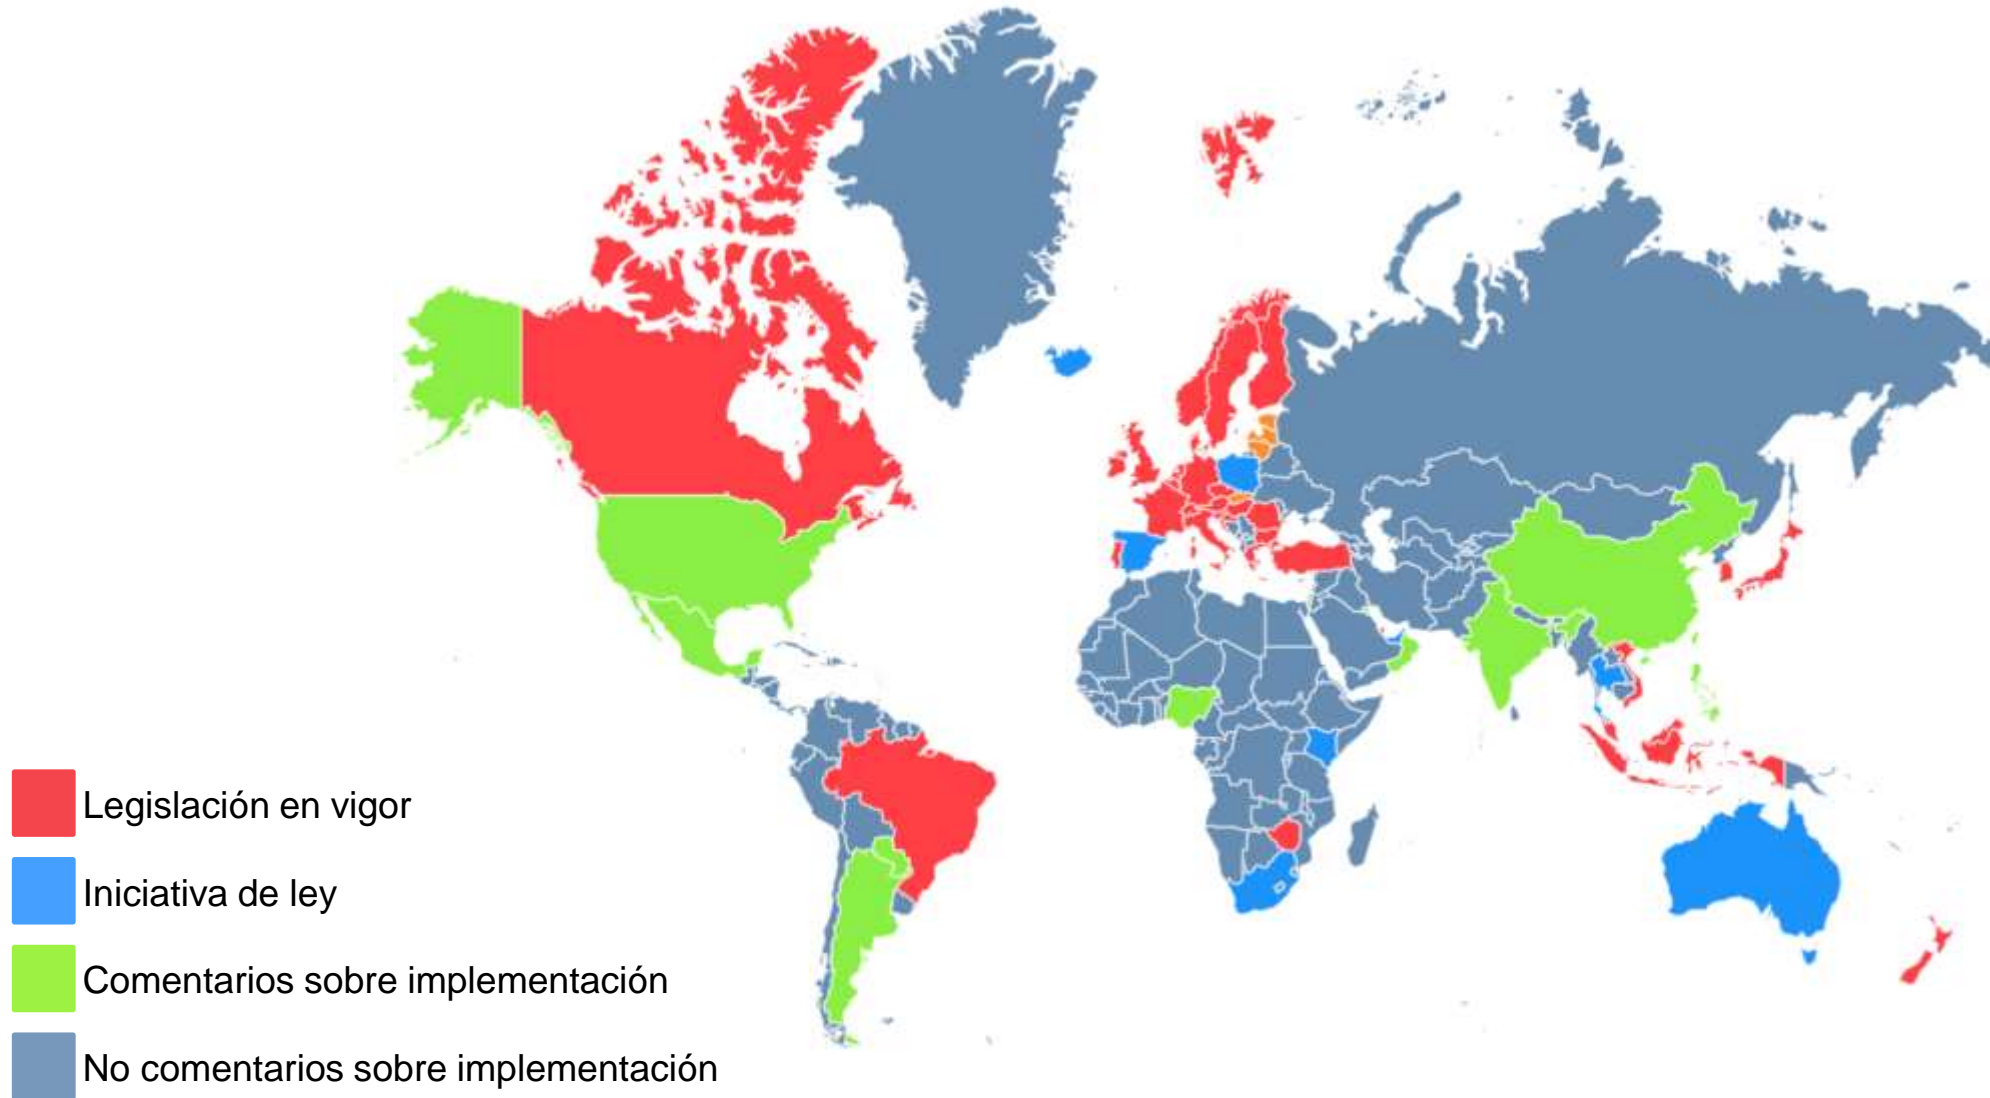 Legislación en vigor
Iniciativa de ley
Comentarios sobre implementación
No comentarios sobre implementación